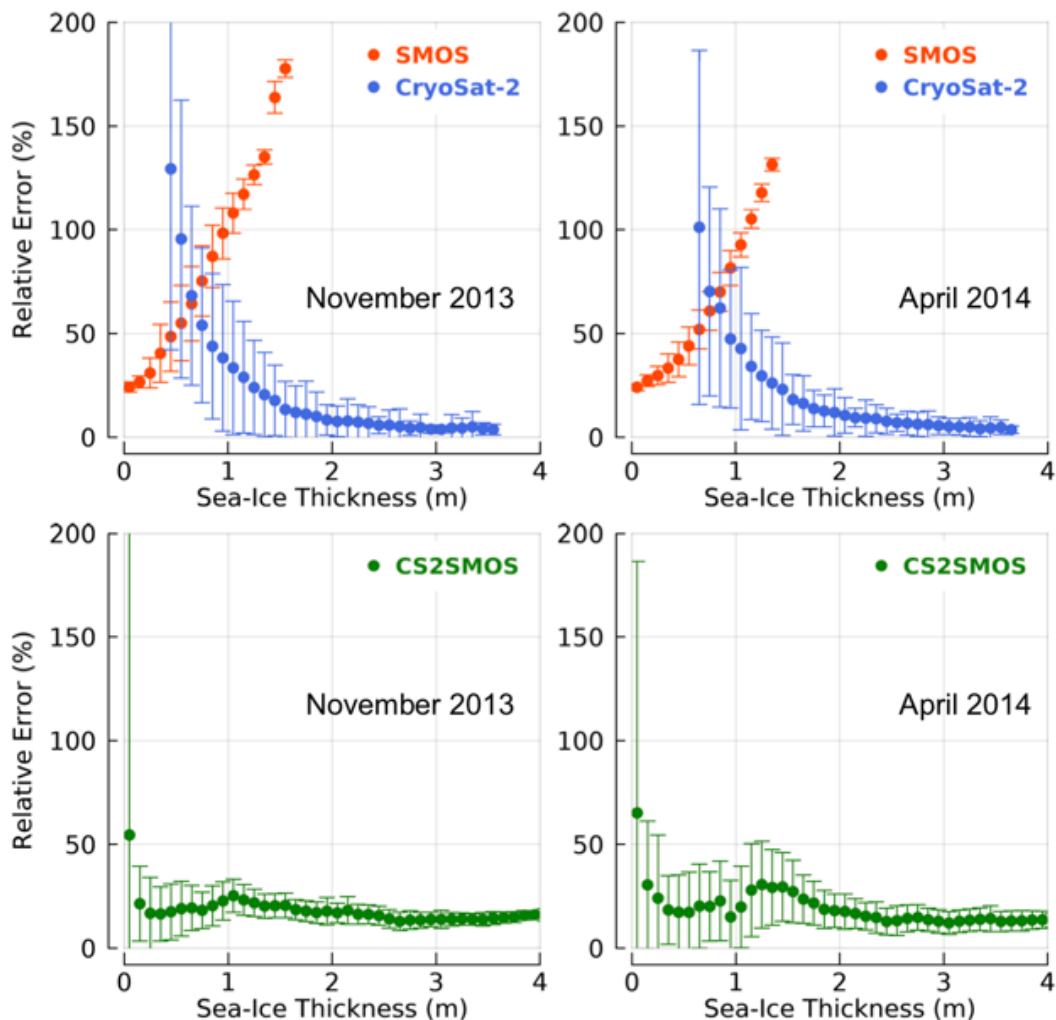 200
150
100
50
0
Relative Error (%)
SMOS
CryoSat-2
November 2013
0 1 2 3 4
Sea-Ice Thickness (m)
200
150
100
50
0
SMOS
CryoSat-2
April 2014
0 1 2 3 4
Sea-Ice Thickness (m)
200
150
100
50
0
Relative Error (%)
CS2SMOS
November 2013
0 1 2 3 4
Sea-Ice Thickness (m)
200
150
100
50
0
CS2SMOS
April 2014
0 1 2 3 4
Sea-Ice Thickness (m)